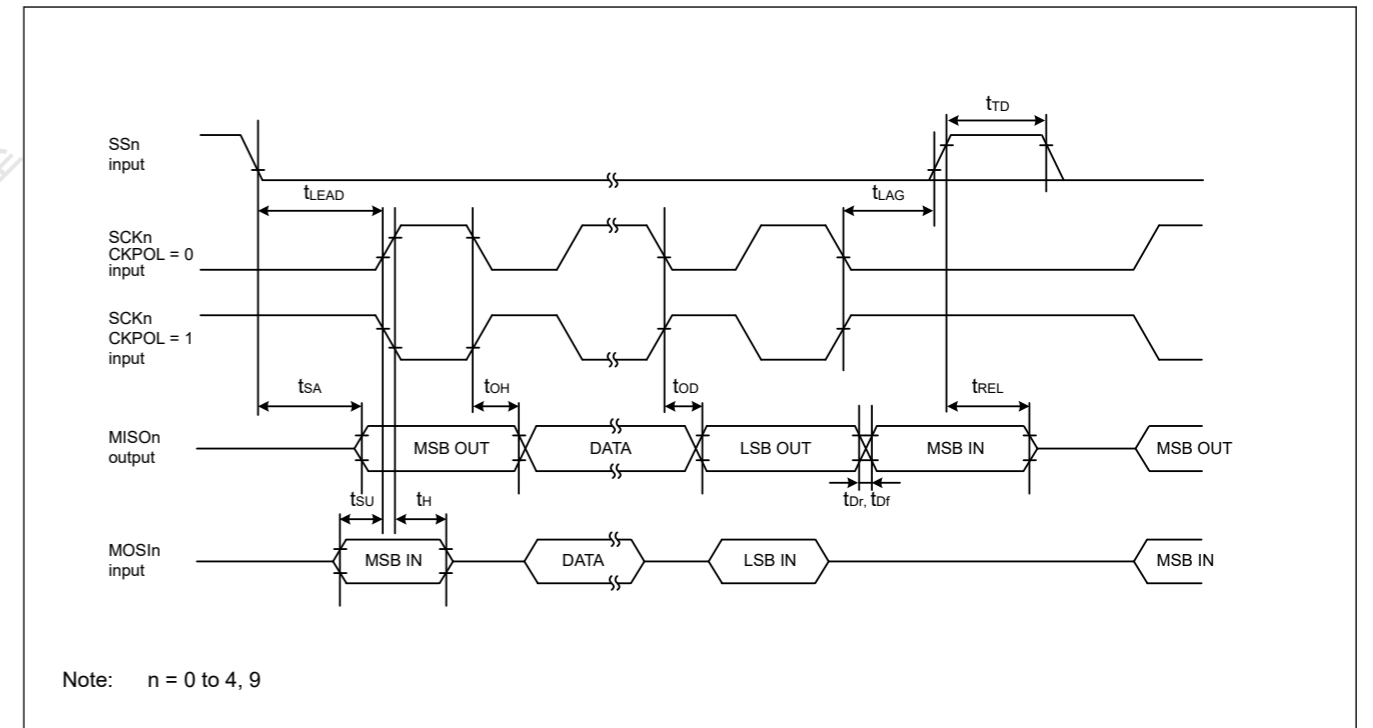 tTD
SSn
input
tLEAD
tLAG
SCKn
CKPOL = 0
input
SCKn
CKPOL = 1
input
tSA
tOH
tOD
tREL
MISOn
output
MSB OUT
DATA
LSB OUT
MSB IN
MSB OUT
tSU
tH
tDr, tDf
MOSIn
input
MSB IN
DATA
LSB IN
MSB IN
Note: n = 0 to 4, 9